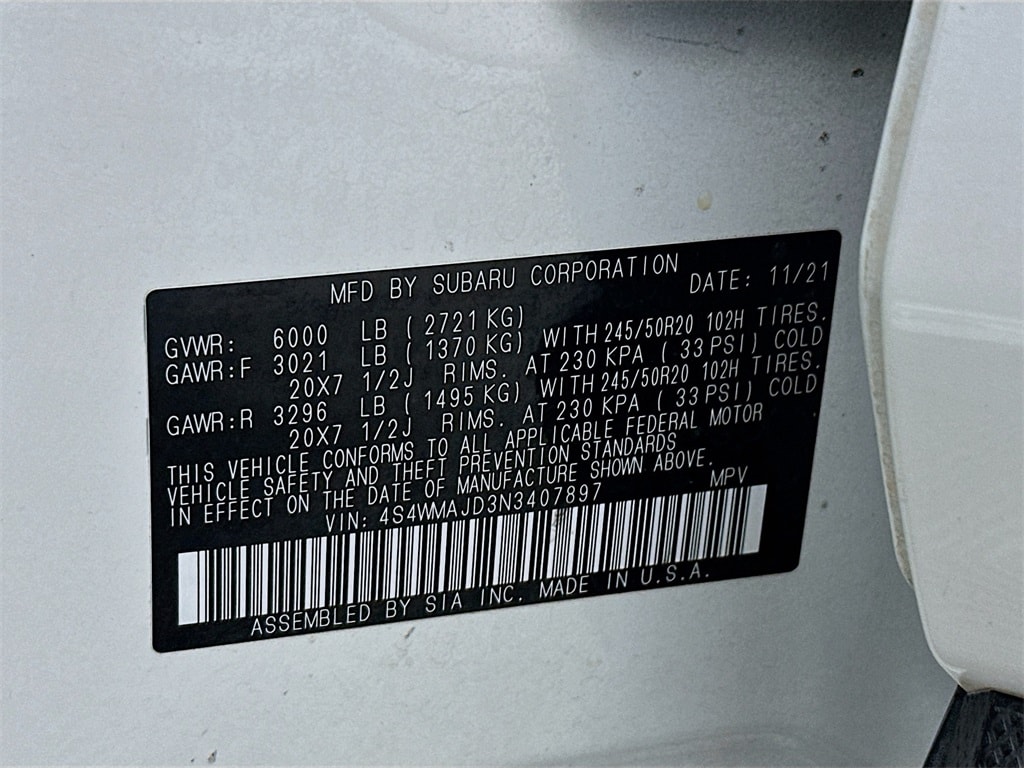 MFD BY SUBARU CORPORATION DATE: 11/21
GVWR: 6000 LB ( 2721 KG)
GAWR:F 3021 LB ( 1370 KG) WITH 245/50R20 102H TIRES.
20X7 1/2J RIMS. AT 230 KPA ( 33 PSI) COLD
GAWR:R 3296 LB ( 1495 KG) WITH 245/50R20 102H TIRES.
20X7 1/2J RIMS. AT 230 KPA ( 33 PSI) COLD
THIS VEHICLE CONFORMS TO ALL APPLICABLE FEDERAL MOTOR
VEHICLE SAFETY AND THEFT PREVENTION STANDARDS
IN EFFECT ON THE DATE OF MANUFACTURE SHOWN ABOVE.
VIN: 4S4WMAJD3N3407897 MPV
ASSEMBLED BY SIA INC. MADE IN U.S.A.